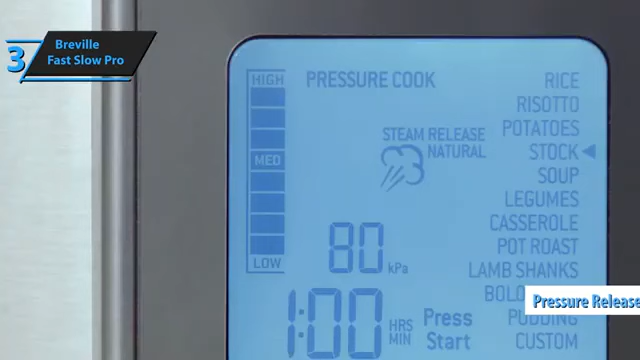 3
Breville
Fast Slow Pro
HIGH
PRESSURE COOK
RICE
RISOTTO
POTATOES
STEAM RELEASE
NATURAL
STOCK
MED
SOUP
LEGUMES
CASSEROLE
80 kPa
POT ROAST
LOW
LAMB SHANKS
Pressure Release
1:00 HRS MIN
Press
Start
PUDDING
CUSTOM